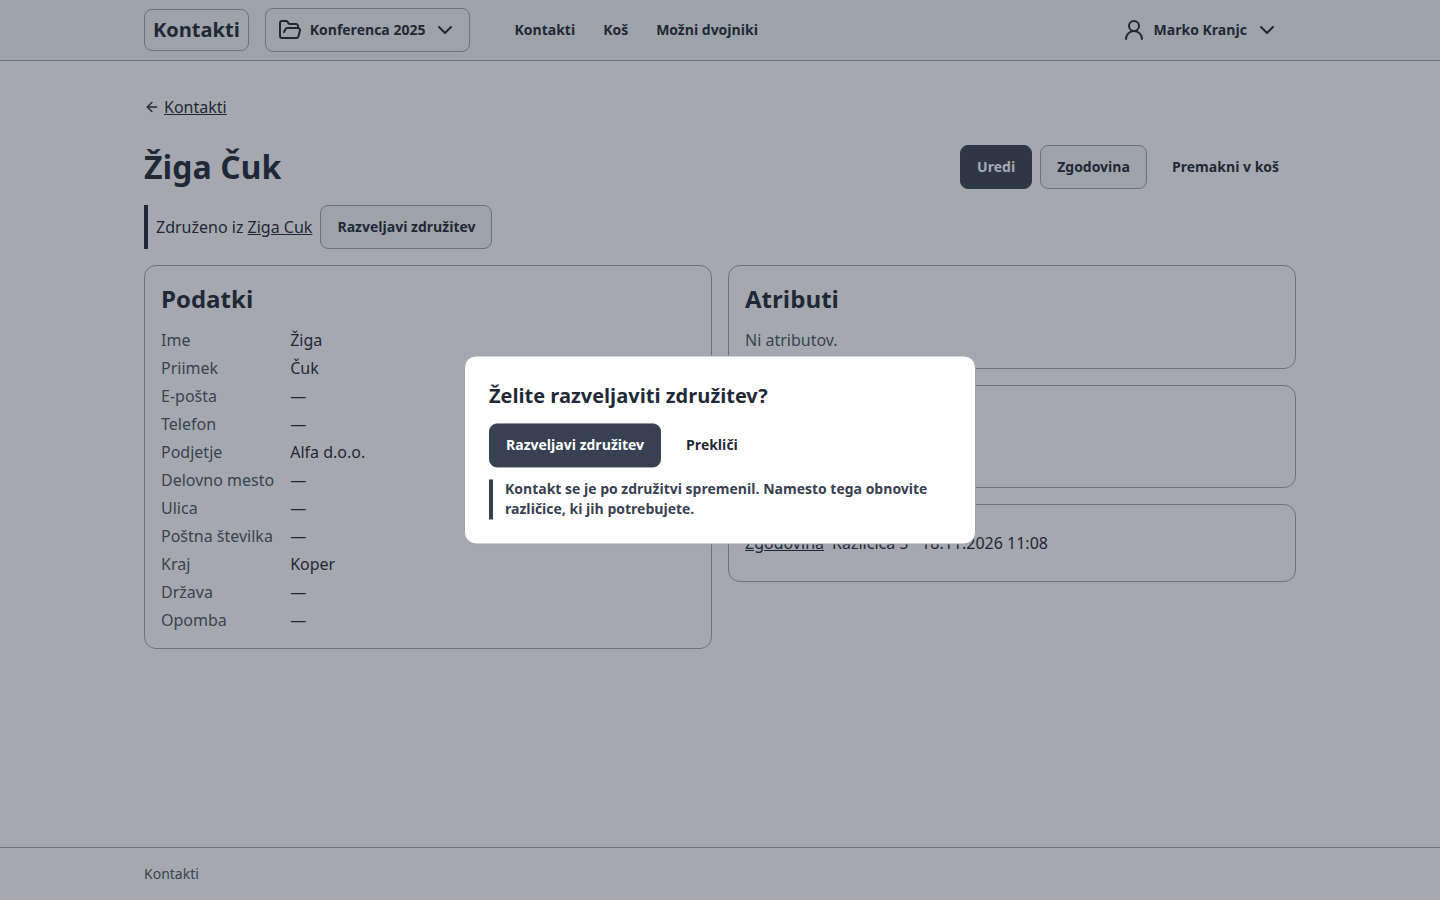 Kontakti Konferenca 2025 Kontakti Koš Možni dvojniki Marko Kranjc
← Kontakti
Žiga Čuk
Uredi Zgodovina Premakni v koš
Združeno iz Ziga Cuk Razveljavi združitev
Podatki
Ime Žiga
Priimek Čuk
E-pošta —
Telefon —
Podjetje Alfa d.o.o.
Delovno mesto —
Ulica —
Poštna številka —
Kraj Koper
Država —
Opomba —
Atributi
Ni atributov.
Želite razveljaviti združitev?
Razveljavi združitev Prekliči
Kontakt se je po združitvi spremenil. Namesto tega obnovite
različice, ki jih potrebujete.
Zgodovina 18.11.2026 11:08
Kontakti